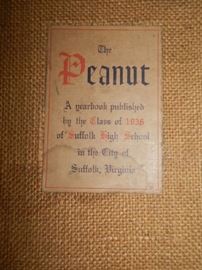 The
Peanut
A yearbook published
by the Class of 1936
of Suffolk High School
in the City of
Suffolk, Virginia